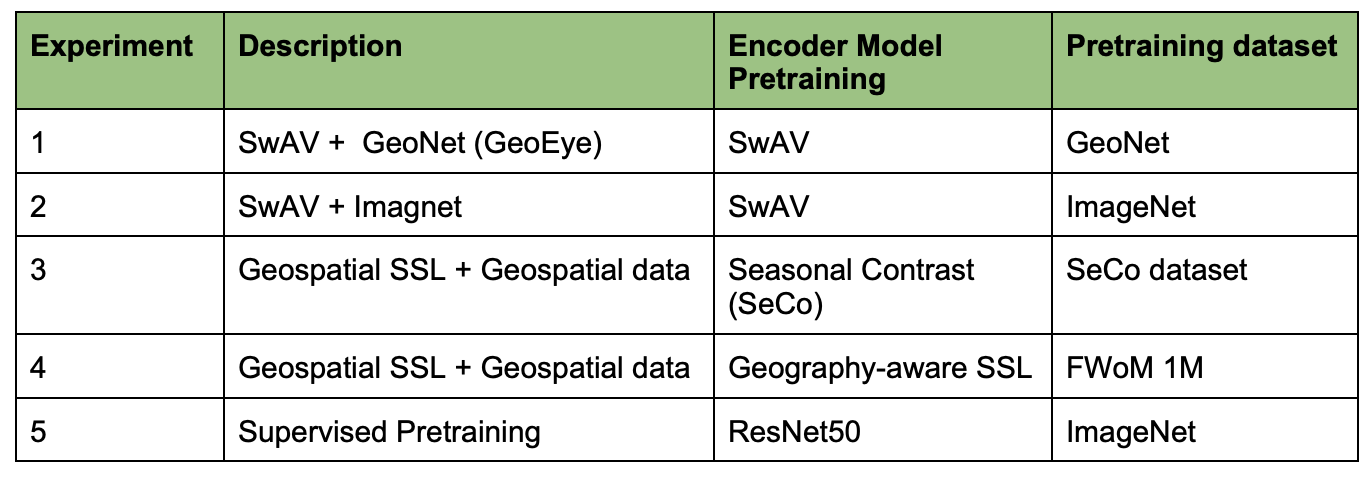 Experiment Description Encoder Model Pretraining Pretraining dataset
1 SwAV + GeoNet (GeoEye) SwAV GeoNet
2 SwAV + Imagnet SwAV ImageNet
3 Geospatial SSL + Geospatial data Seasonal Contrast (SeCo) SeCo dataset
4 Geospatial SSL + Geospatial data Geography-aware SSL FWoM 1M
5 Supervised Pretraining ResNet50 ImageNet